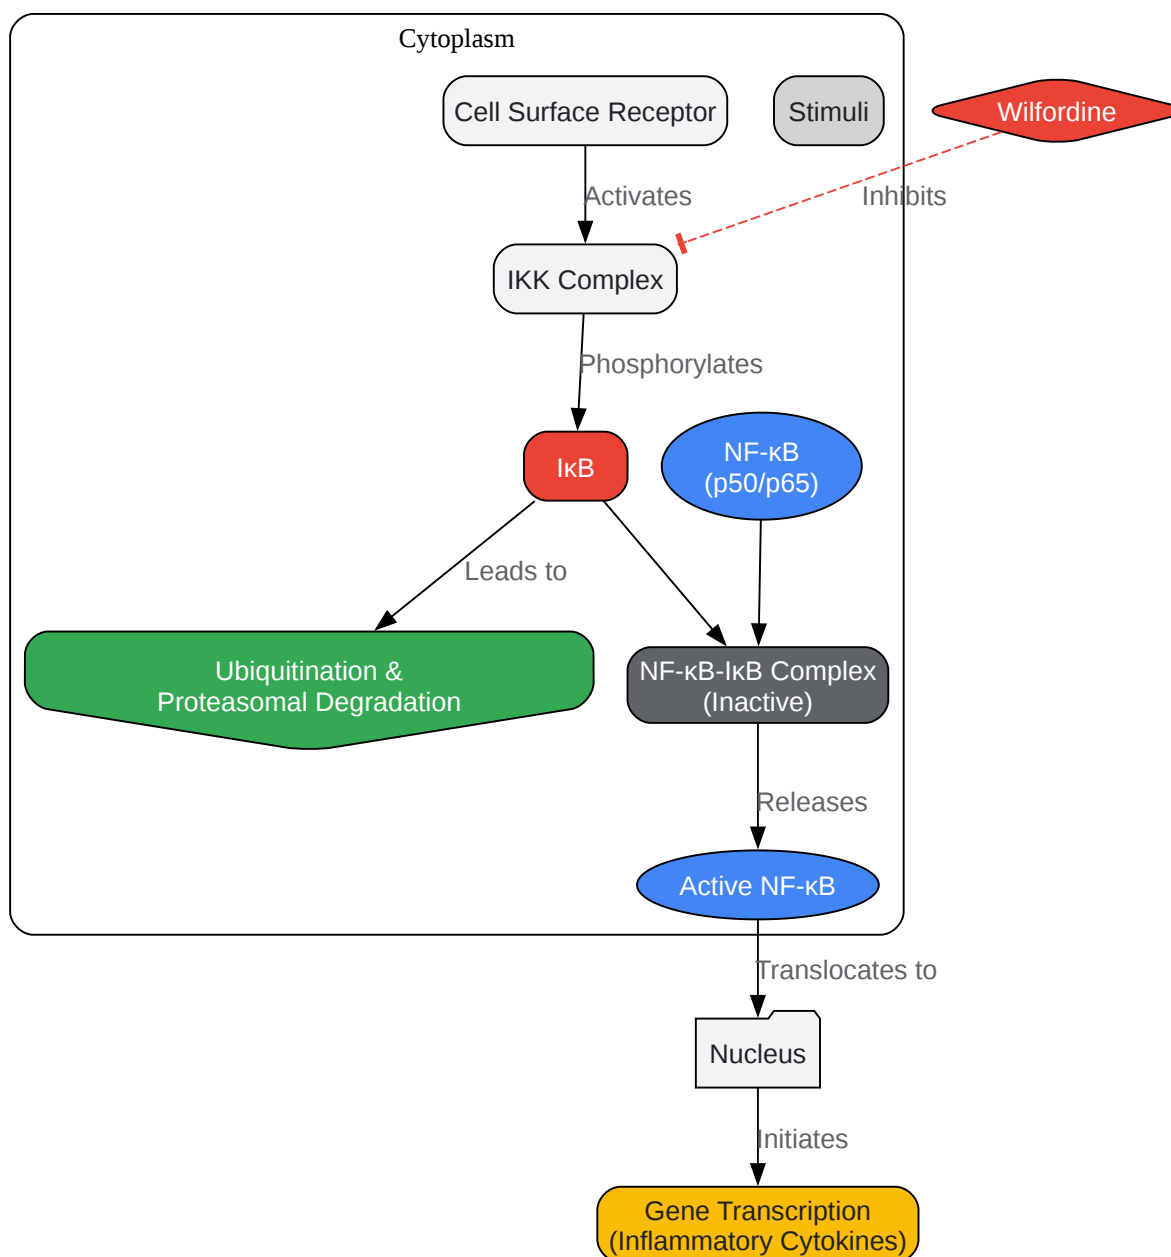 Cytoplasm
Cell Surface Receptor
Stimuli
Wilfordine
Activates
Inhibits
IKK Complex
Phosphorylates
IκB
NF-κB
(p50/p65)
Leads to
Ubiquitination &
Proteasomal Degradation
NF-κB-IκB Complex
(Inactive)
Releases
Active NF-κB
Translocates to
Nucleus
Initiates
Gene Transcription
(Inflammatory Cytokines)